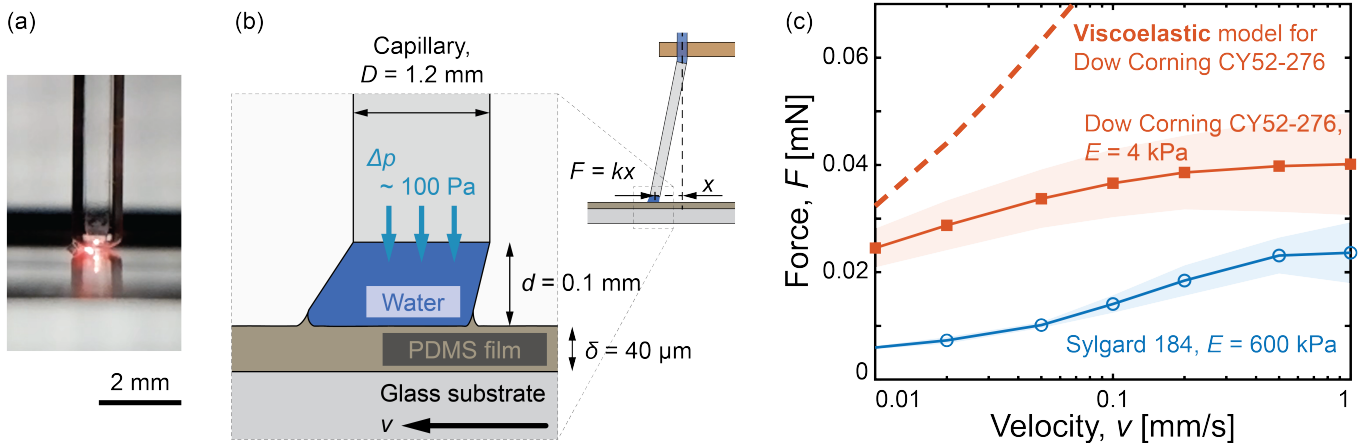 (a)
2 mm
(b)
Capillary,
D = 1.2 mm
Δp
~ 100 Pa
Water
d = 0.1 mm
PDMS film
δ = 40 µm
Glass substrate
v
F = kx
x
(c)
Force, F [mN]
0.06
0.04
0.02
0
0.01
0.1
1
Velocity, v [mm/s]
Viscoelastic model for
Dow Corning CY52-276
Dow Corning CY52-276,
E = 4 kPa
Sylgard 184, E = 600 kPa